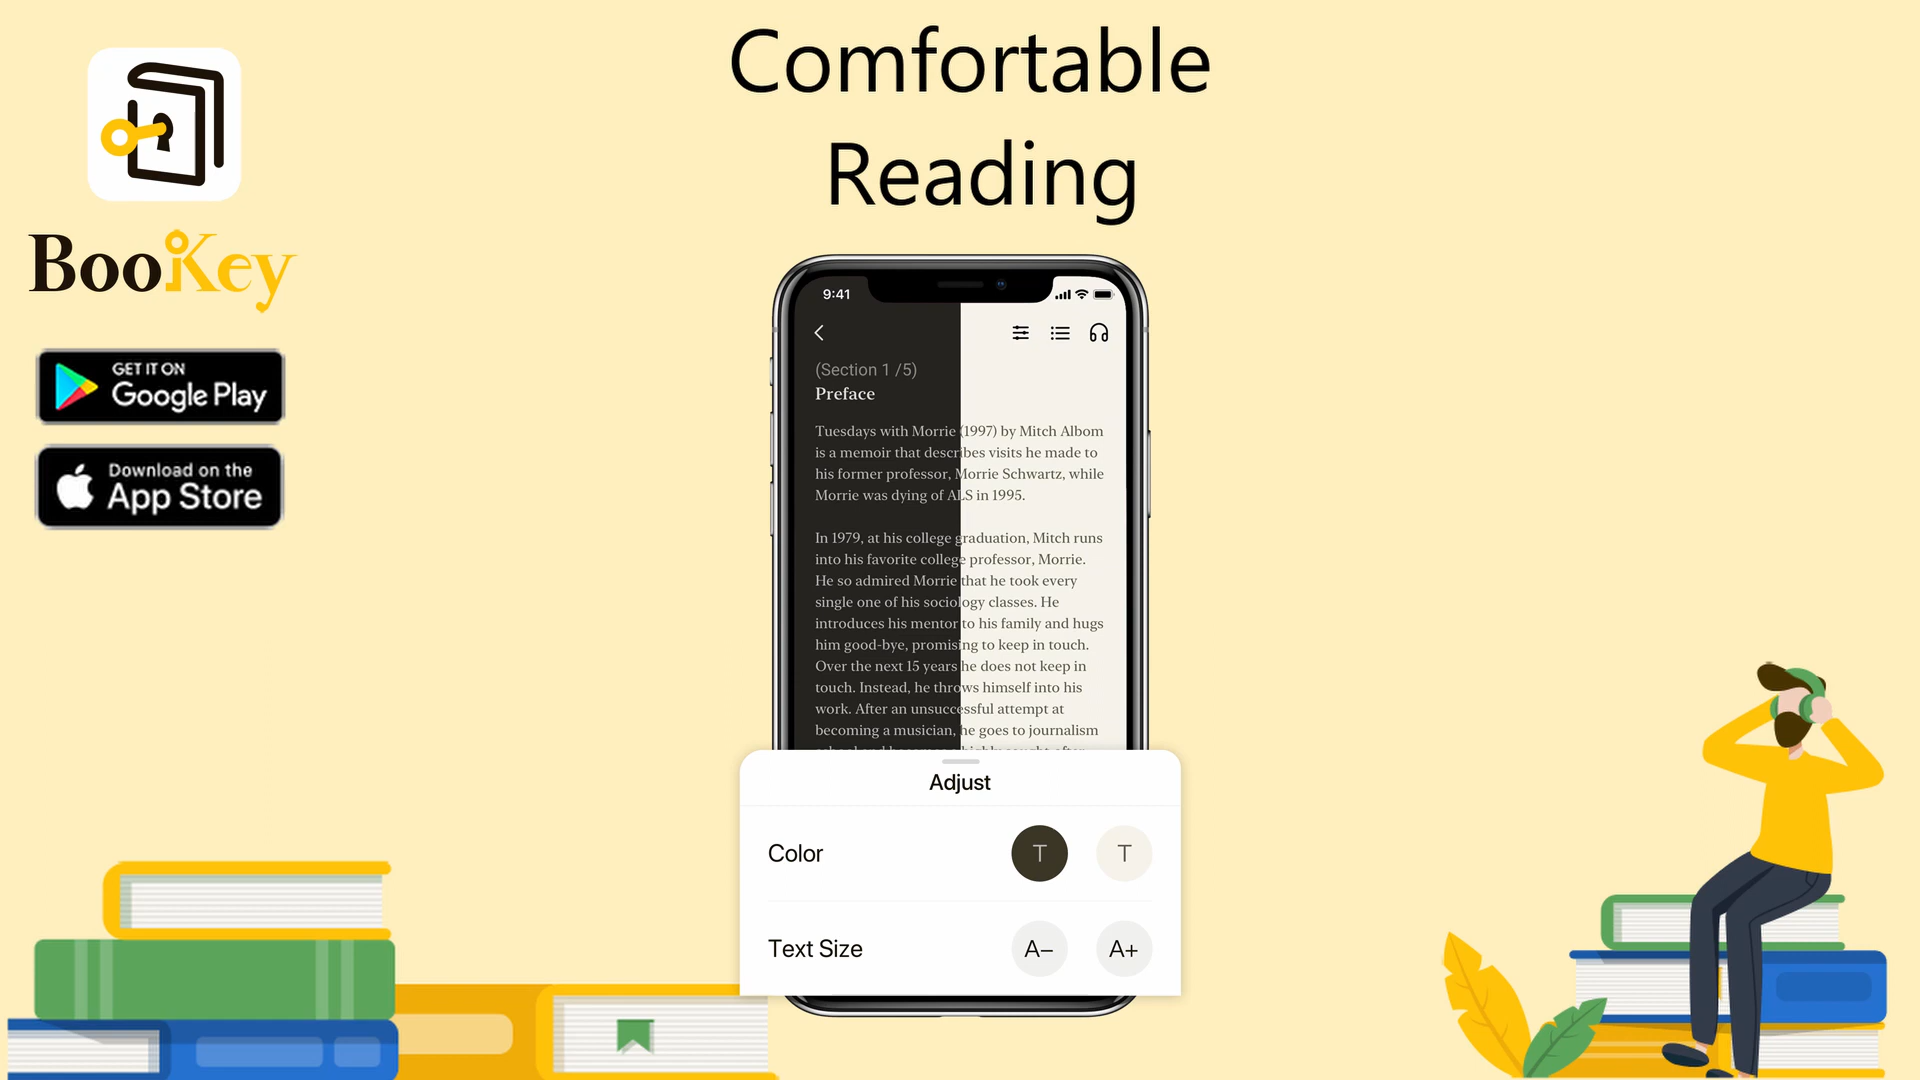 Comfortable
Reading
BooKey
GET IT ON
Google Play
Download on the
App Store
9:41
(Section 1 /5)
Preface
Tuesdays with Morrie (1997) by Mitch Albom
is a memoir that describes visits he made to
his former professor, Morrie Schwartz, while
Morrie was dying of ALS in 1995.
In 1979, at his college graduation, Mitch runs
into his favorite college professor, Morrie.
He so admired Morrie that he took every
single one of his sociology classes. He
introduces his mentor to his family and hugs
him good-bye, promising to keep in touch.
Over the next 15 years he does not keep in
touch. Instead, he throws himself into his
work. After an unsuccessful attempt at
becoming a musician, he goes to journalism
Adjust
Color
T T
Text Size
A− A+